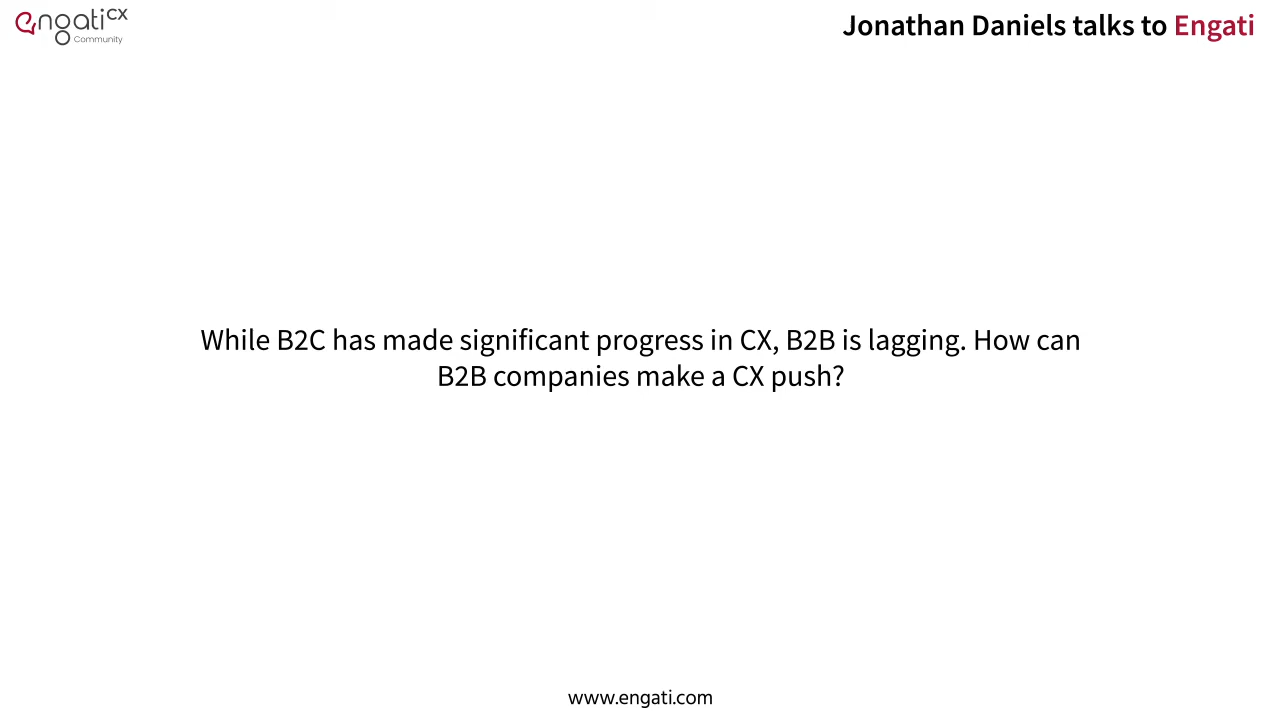 engati CX
Community
Jonathan Daniels talks to Engati
While B2C has made significant progress in CX, B2B is lagging. How can
B2B companies make a CX push?
www.engati.com